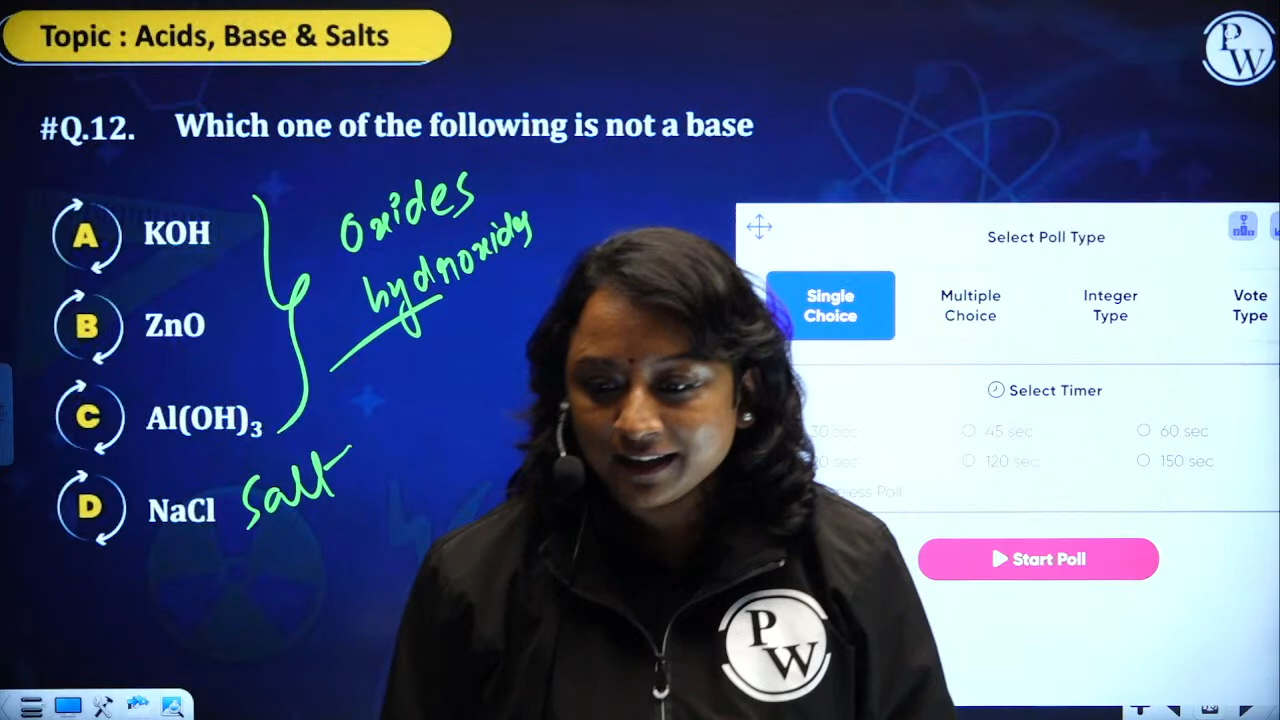 Topic : Acids, Base & Salts
PW
#Q.12. Which one of the following is not a base
A KOH
B ZnO
C Al(OH)₃
D NaCl
Oxides
hydroxides
Salt
Select Poll Type
Single Choice
Multiple Choice
Integer Type
Vote Type
Select Timer
30 sec
45 sec
60 sec
120 sec
150 sec
Start Poll
PW